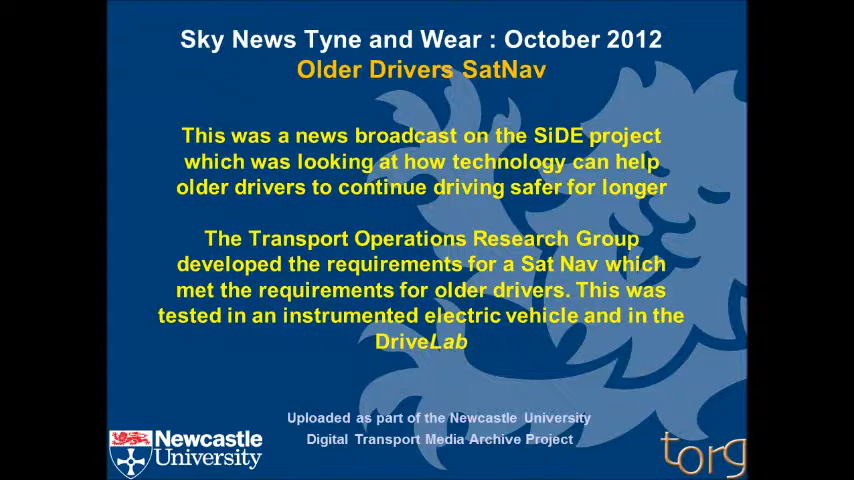 Sky News Tyne and Wear : October 2012
Older Drivers SatNav
This was a news broadcast on the SiDE project
which was looking at how technology can help
older drivers to continue driving safer for longer
The Transport Operations Research Group
developed the requirements for a Sat Nav which
met the requirements for older drivers. This was
tested in an instrumented electric vehicle and in the
DriveLab
Uploaded as part of the Newcastle University
Digital Transport Media Archive Project
Newcastle
University
torg